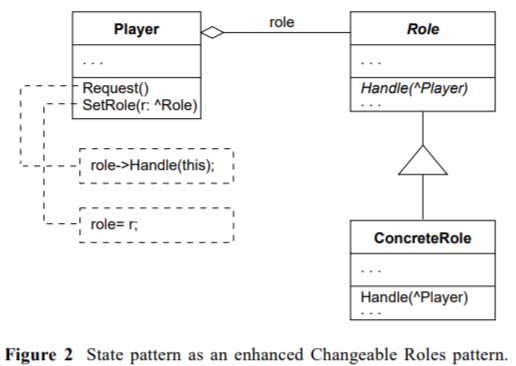 Player
. . .
Request()
SetRole(r: ^Role)
role
Role
. . .
Handle(^Player)
. . .
role->Handle(this);
role= r;
ConcreteRole
. . .
Handle(^Player)
. . .
Figure 2 State pattern as an enhanced Changeable Roles pattern.